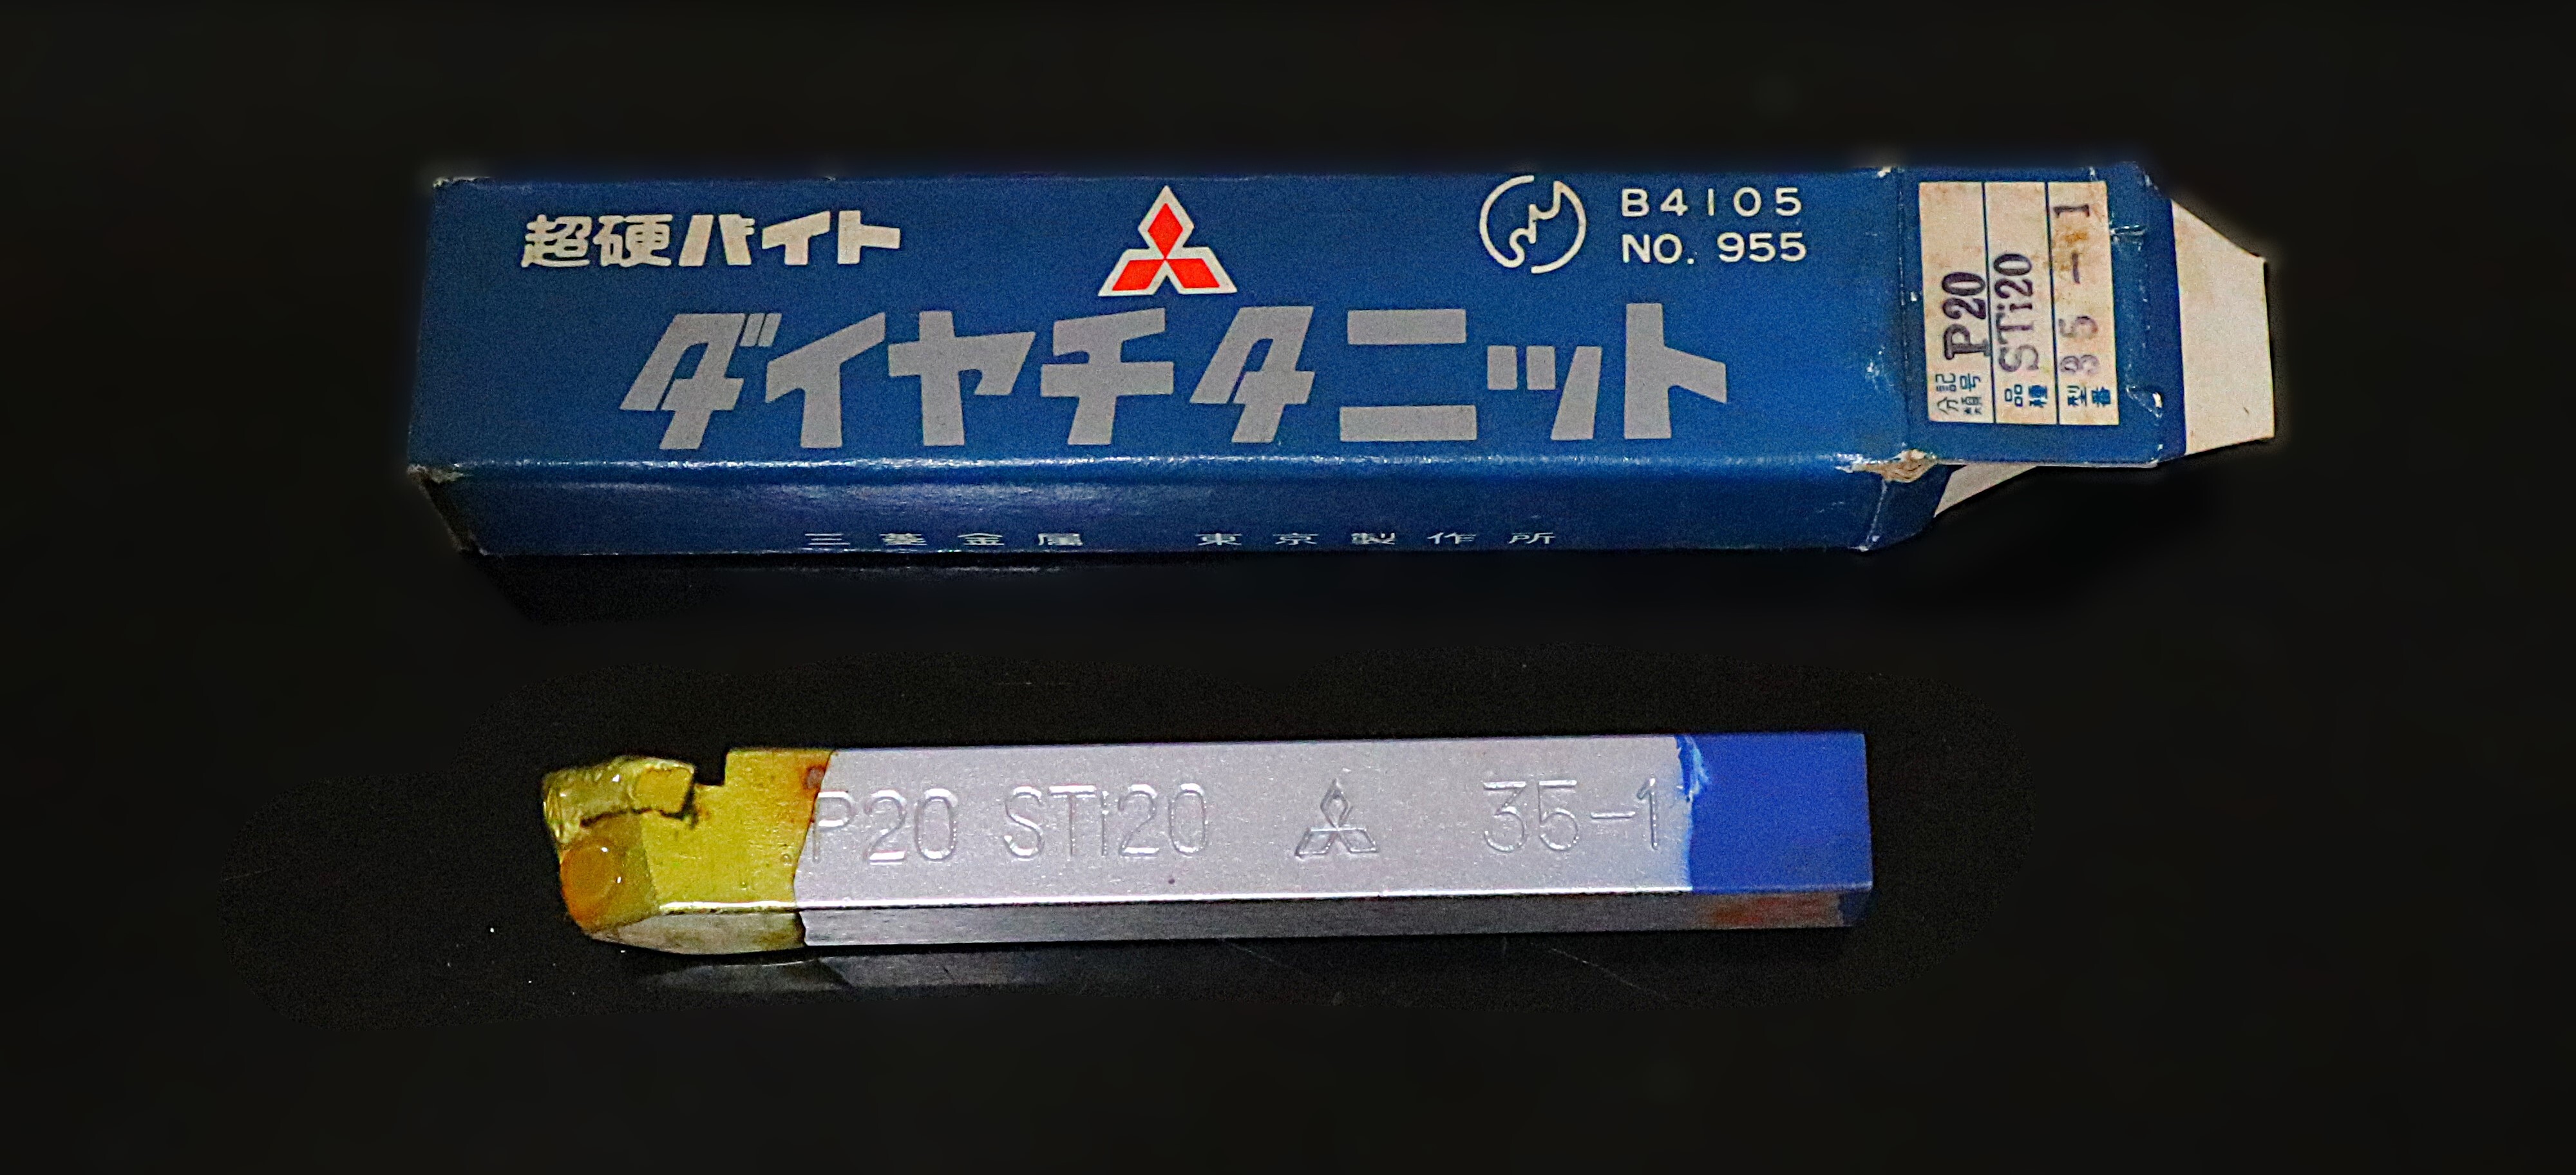 超硬バイト
B4105
NO. 955
ダイヤチタニット
三菱金属 東京製作所
分類記号 P20
品種 STi20
型番 35-1
P20 STi20 35-1